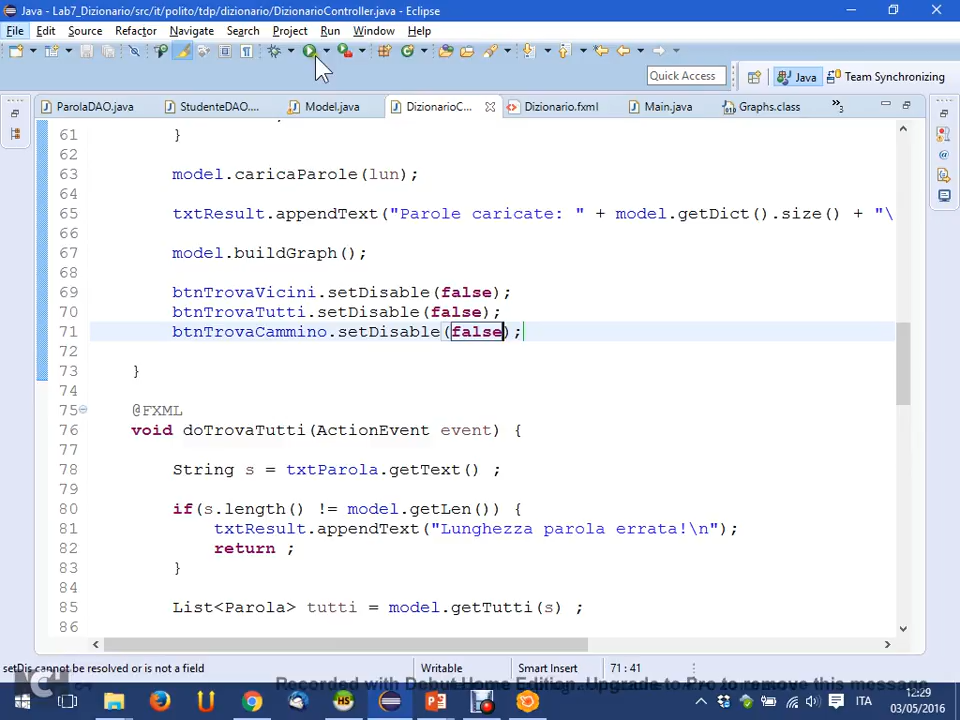 Java - Lab7_Dizionario/src/it/polito/tdp/dizionario/DizionarioController.java - Eclipse
File Edit Source Refactor Navigate Search Project Run Window Help
Quick Access
Java
Team Synchronizing
ParolaDAO.java
StudenteDAO....
Model.java
DizionarioC...
Dizionario.fxml
Main.java
Graphs.class
»3
61 }
62
63 model.caricaParole(lun);
64
65 txtResult.appendText("Parole caricate: " + model.getDict().size() + "\
66
67 model.buildGraph();
68
69 btnTrovaVicini.setDisable(false);
70 btnTrovaTutti.setDisable(false);
71 btnTrovaCammino.setDisable(false);
72
73 }
74
75 @FXML
76 void doTrovaTutti(ActionEvent event) {
77
78 String s = txtParola.getText() ;
79
80 if(s.length() != model.getLen()) {
81 txtResult.appendText("Lunghezza parola errata!\n");
82 return ;
83 }
84
85 List<Parola> tutti = model.getTutti(s) ;
86
setDis cannot be resolved or is not a field
Writable
Smart Insert
71 : 41
NCH
Recorded with Debut Home Edition. Upgrade to Pro to remove this message
ITA
12:29
03/05/2016